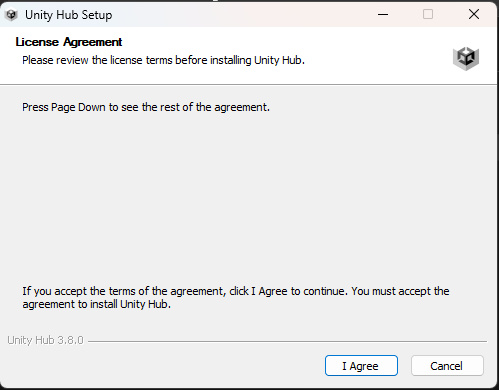 Unity Hub Setup
License Agreement
Please review the license terms before installing Unity Hub.
Press Page Down to see the rest of the agreement.
If you accept the terms of the agreement, click I Agree to continue. You must accept the
agreement to install Unity Hub.
Unity Hub 3.8.0
I Agree
Cancel